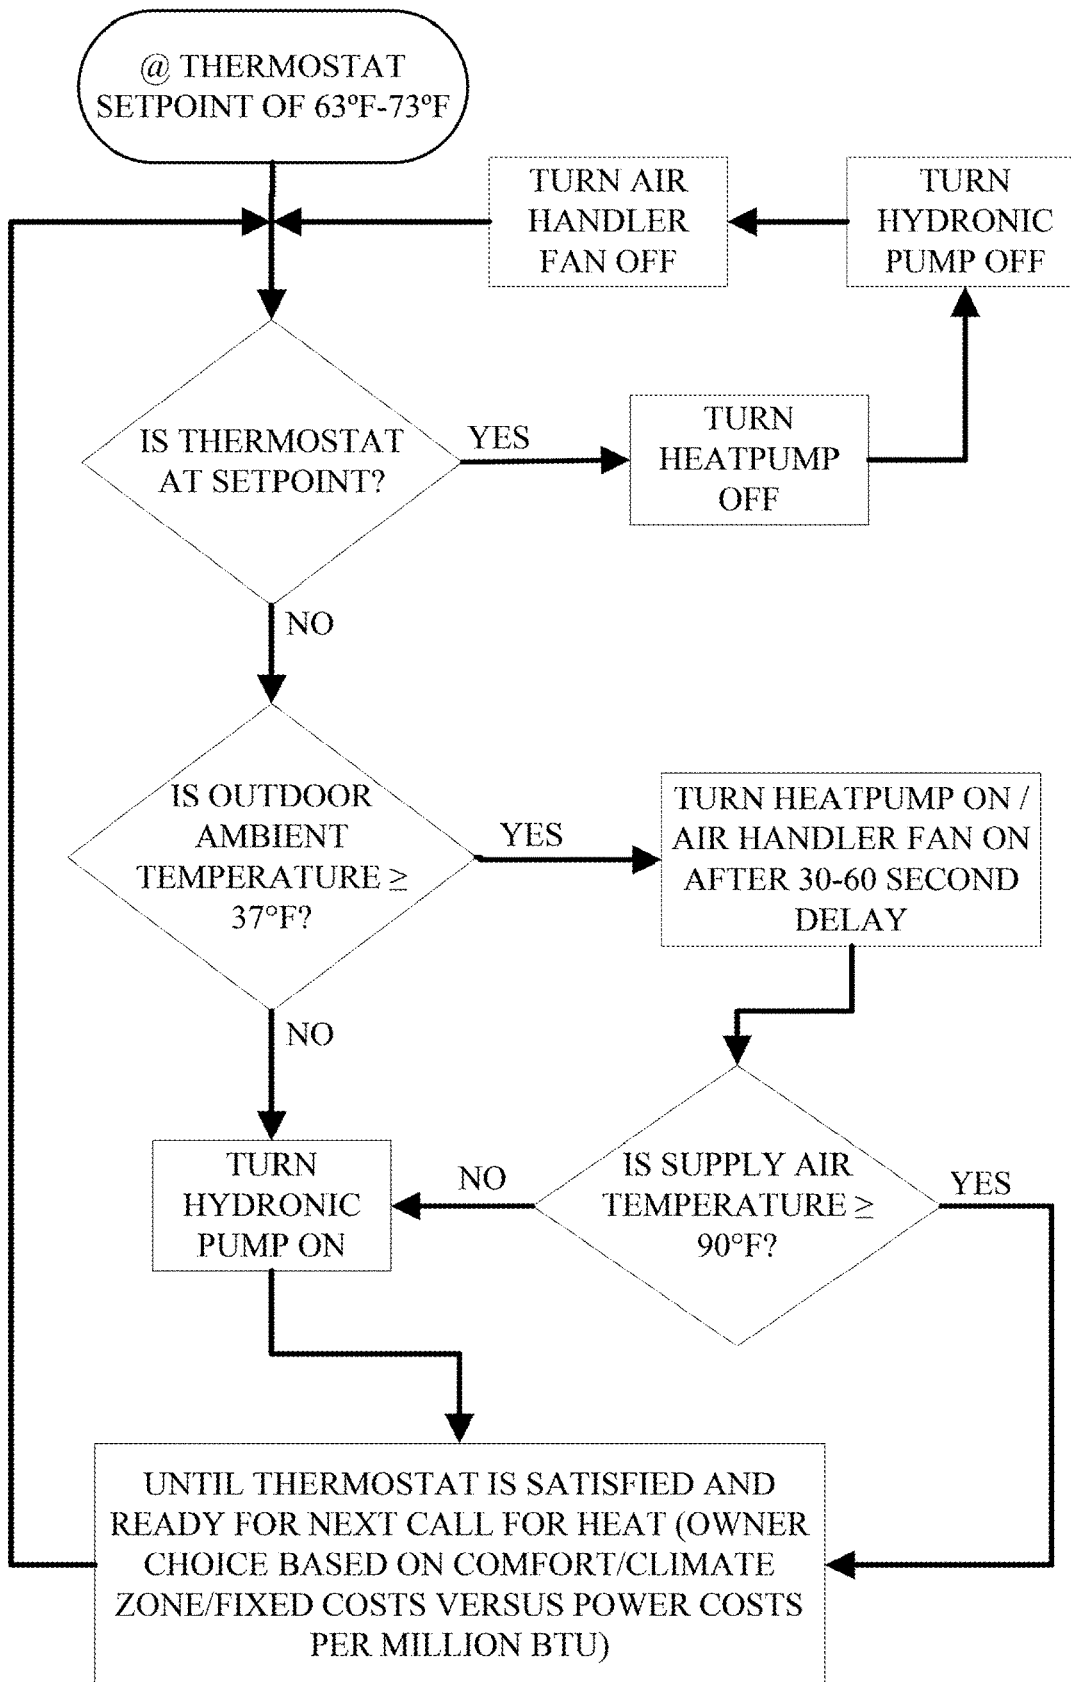 @ THERMOSTAT
SETPOINT OF 63ºF-73ºF
TURN AIR
HANDLER
FAN OFF
TURN
HYDRONIC
PUMP OFF
IS THERMOSTAT
AT SETPOINT?
YES
TURN
HEATPUMP
OFF
NO
IS OUTDOOR
AMBIENT
TEMPERATURE ≥
37°F?
YES
TURN HEATPUMP ON /
AIR HANDLER FAN ON
AFTER 30-60 SECOND
DELAY
NO
TURN
HYDRONIC
PUMP ON
NO
IS SUPPLY AIR
TEMPERATURE ≥
90°F?
YES
UNTIL THERMOSTAT IS SATISFIED AND
READY FOR NEXT CALL FOR HEAT (OWNER
CHOICE BASED ON COMFORT/CLIMATE
ZONE/FIXED COSTS VERSUS POWER COSTS
PER MILLION BTU)